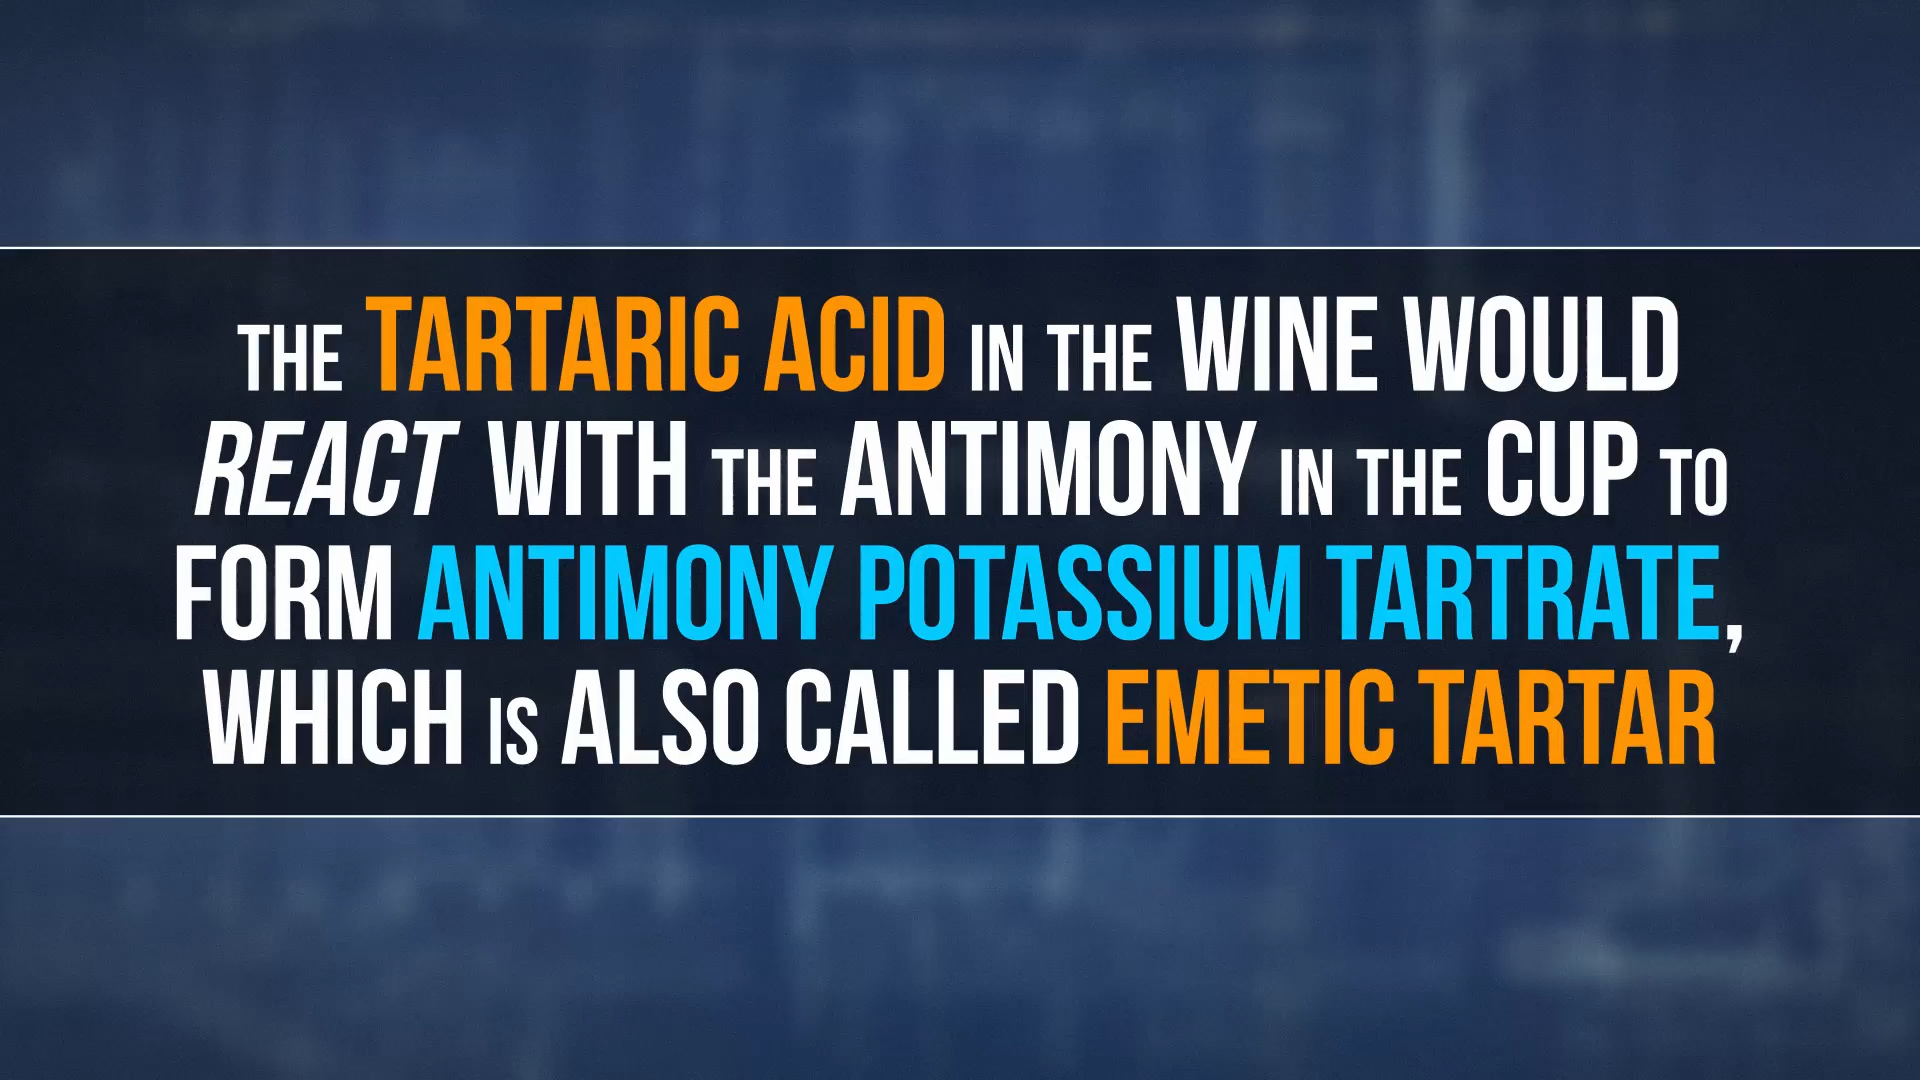 THE TARTARIC ACID IN THE WINE WOULD
REACT WITH THE ANTIMONY IN THE CUP TO
FORM ANTIMONY POTASSIUM TARTRATE,
WHICH IS ALSO CALLED EMETIC TARTAR